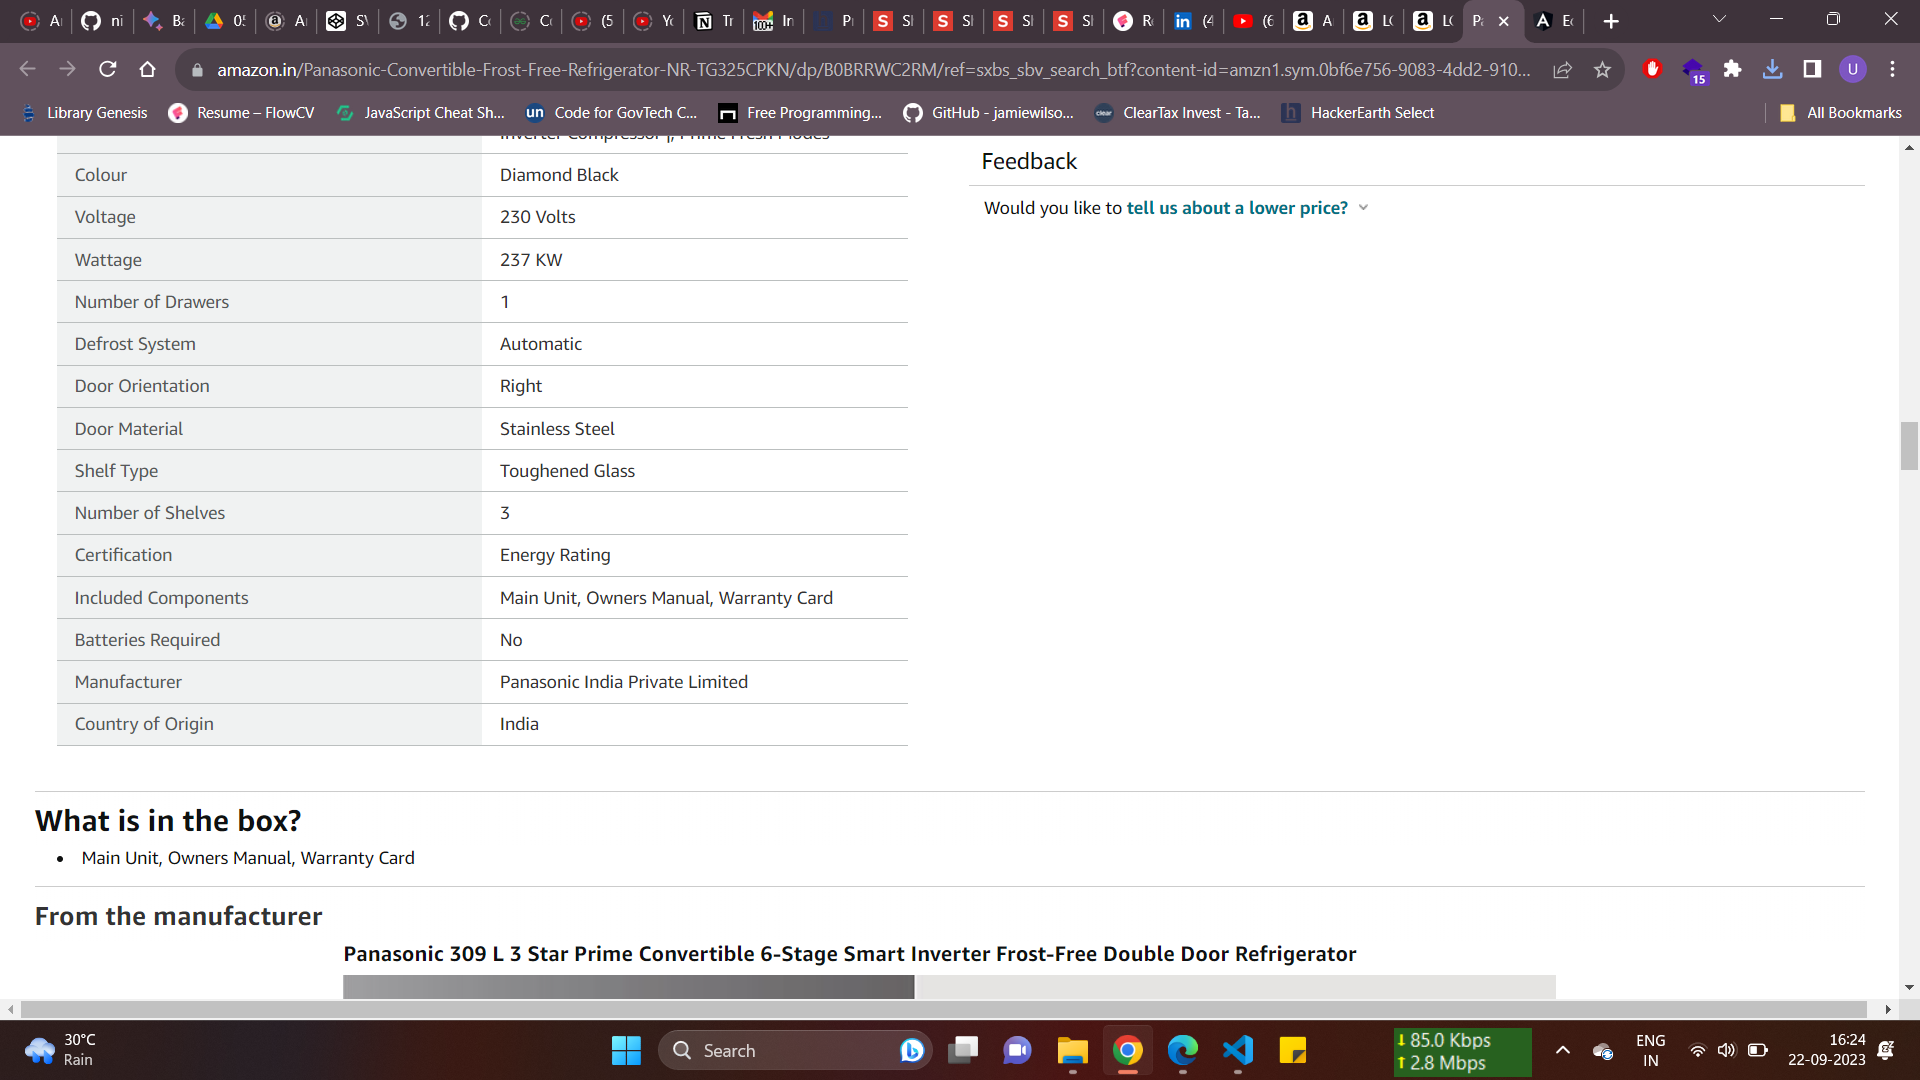 amazon.in/Panasonic-Convertible-Frost-Free-Refrigerator-NR-TG325CPKN/dp/B0BRRWC2RM/ref=sxbs_sbv_search_btf?content-id=amzn1.sym.0bf6e756-9083-4dd2-910...
15
U
Library Genesis
Resume – FlowCV
JavaScript Cheat Sh...
Code for GovTech C...
Free Programming...
GitHub - jamiewilso...
ClearTax Invest - Ta...
HackerEarth Select
All Bookmarks
Inverter Compressor |, Prime Fresh Modes
Colour Diamond Black
Voltage 230 Volts
Wattage 237 KW
Number of Drawers 1
Defrost System Automatic
Door Orientation Right
Door Material Stainless Steel
Shelf Type Toughened Glass
Number of Shelves 3
Certification Energy Rating
Included Components Main Unit, Owners Manual, Warranty Card
Batteries Required No
Manufacturer Panasonic India Private Limited
Country of Origin India
Feedback
Would you like to tell us about a lower price?
What is in the box?
• Main Unit, Owners Manual, Warranty Card
From the manufacturer
Panasonic 309 L 3 Star Prime Convertible 6-Stage Smart Inverter Frost-Free Double Door Refrigerator
30°C
Rain
Search
85.0 Kbps
2.8 Mbps
ENG
IN
16:24
22-09-2023